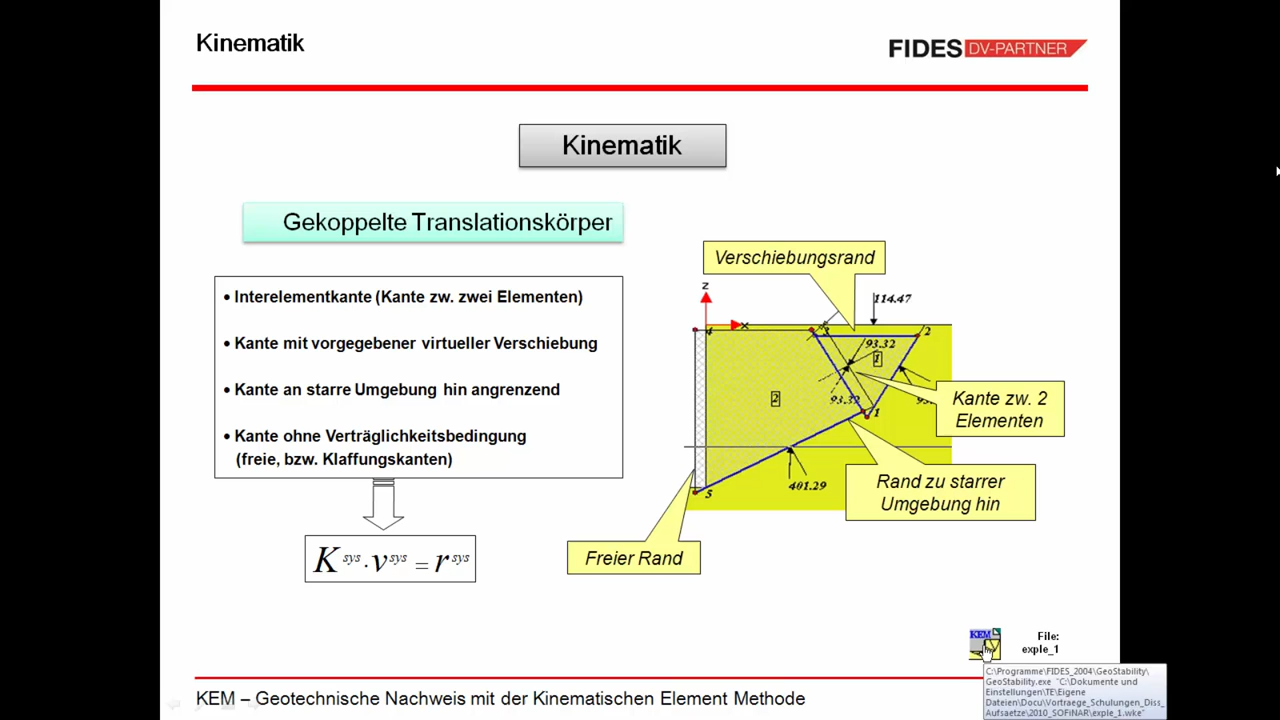 Kinematik
FIDES DV-PARTNER
Kinematik
Gekoppelte Translationskörper
• Interelementkante (Kante zw. zwei Elementen)
• Kante mit vorgegebener virtueller Verschiebung
• Kante an starre Umgebung hin angrenzend
• Kante ohne Verträglichkeitsbedingung
(freie, bzw. Klaffungskanten)
K sys · v sys = r sys
Verschiebungsrand
z
x
114.47
4
3
2
93.32
1
2
93.32
1
401.29
5
Kante zw. 2
Elementen
Rand zu starrer
Umgebung hin
Freier Rand
KEM
File:
exple_1
C:\Programme\FIDES_2004\GeoStability\
GeoStability.exe "C:\Dokumente und
Einstellungen\TE\Eigene
Dateien\Docu\Vortraege_Schulungen_Diss_
Aufsaetze\2010_SOFiNAR\exple_1.wke"
KEM – Geotechnische Nachweis mit der Kinematischen Element Methode